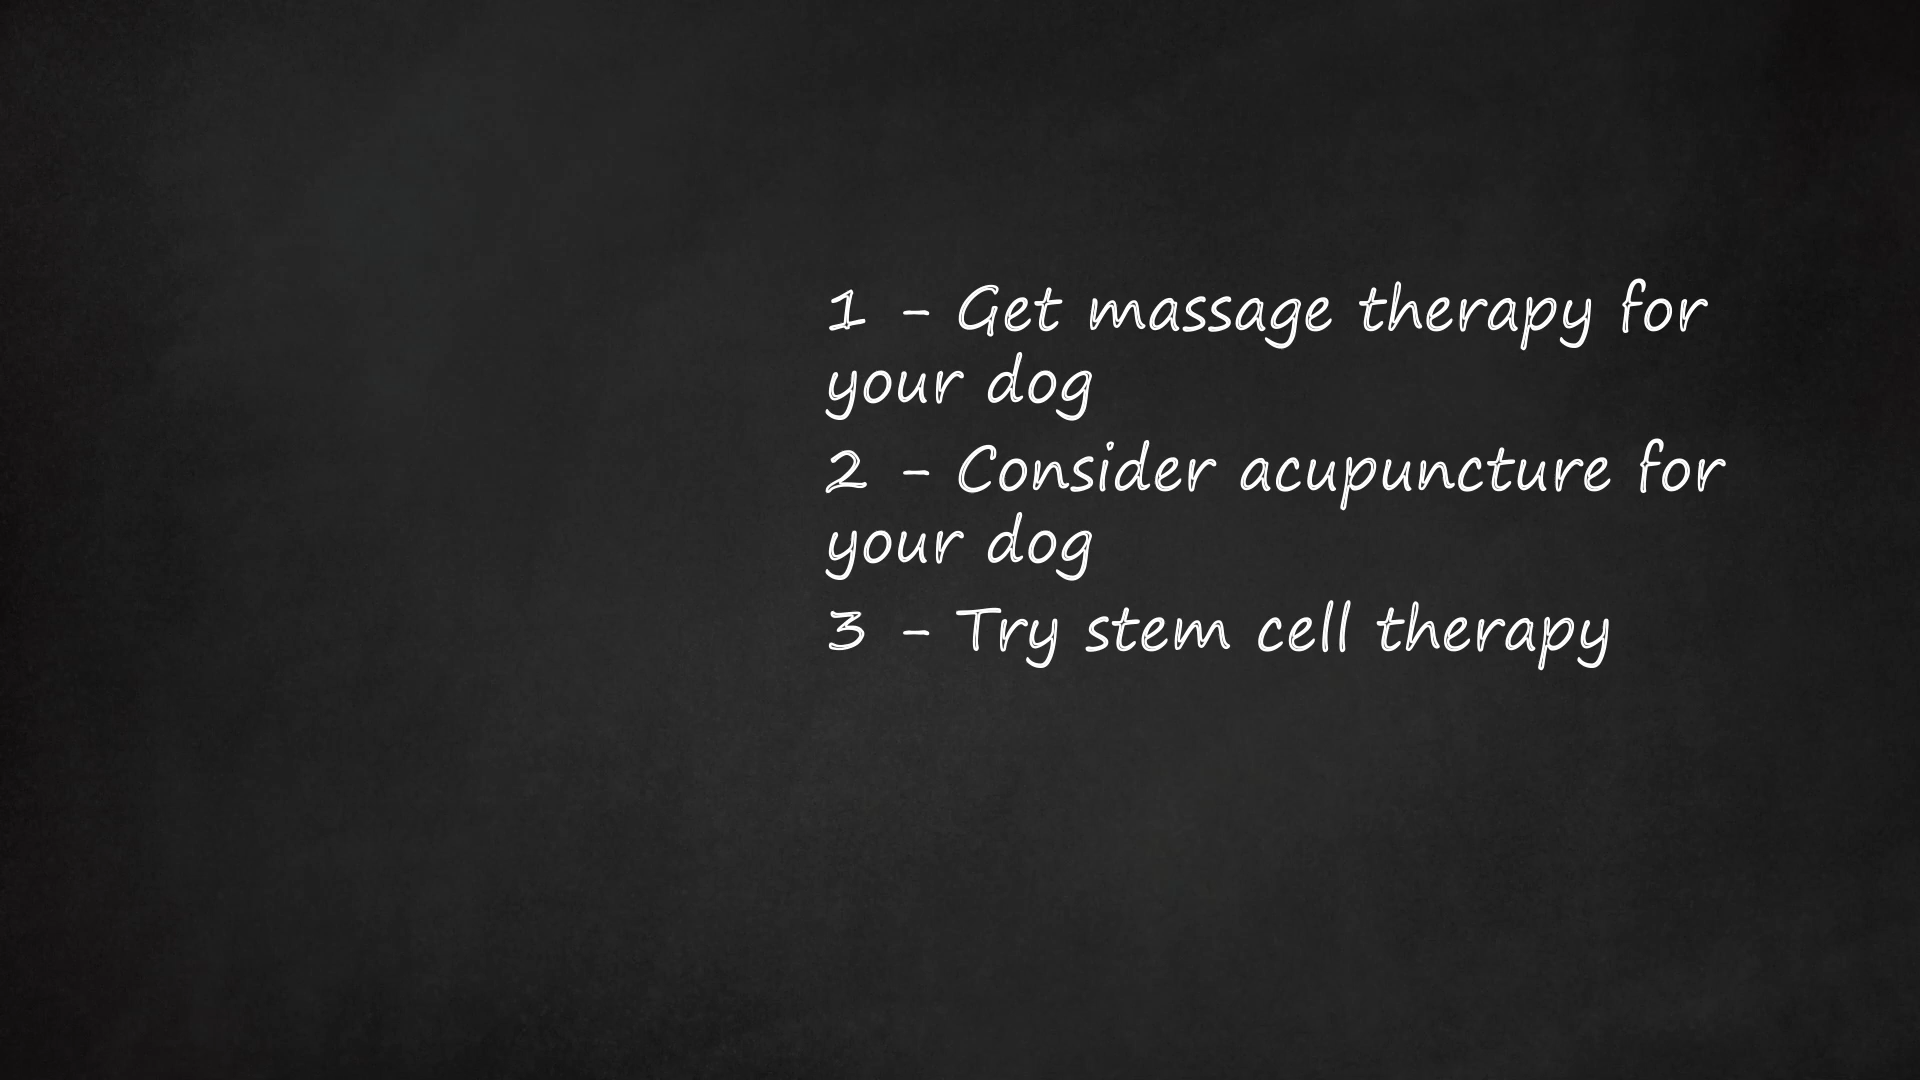 1 - Get massage therapy for
your dog
2 - Consider acupuncture for
your dog
3 - Try stem cell therapy